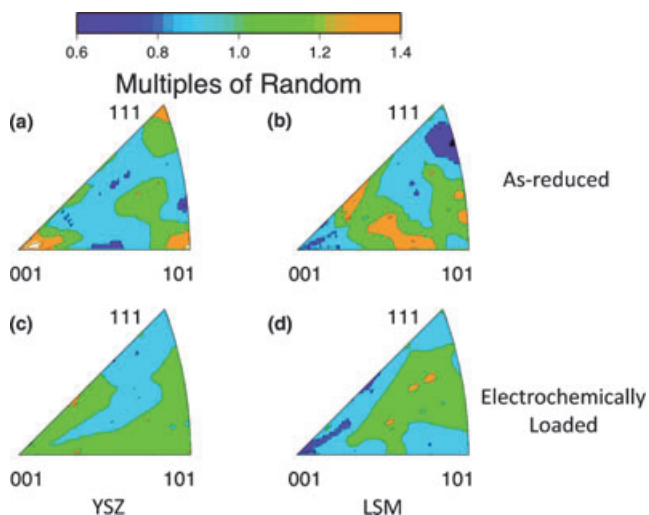 0.6 0.8 1.0 1.2 1.4
Multiples of Random
(a) 111 (b) 111
As-reduced
001 101 001 101
(c) 111 (d) 111
Electrochemically
Loaded
001 101 001 101
YSZ LSM